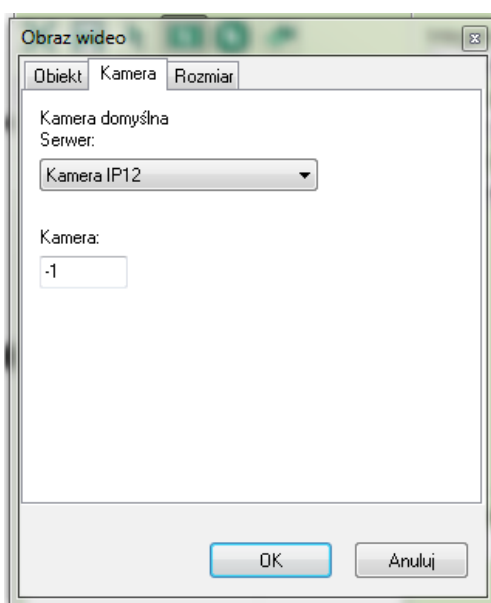 Obraz wideo
Obiekt Kamera Rozmiar
Kamera domyślna
Serwer:
Kamera IP12
Kamera:
-1
OK Anuluj